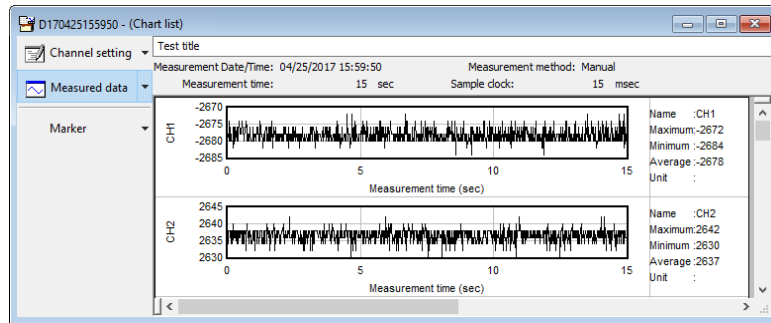 D170425155950 - (Chart list)
Channel setting
Test title
Measurement Date/Time: 04/25/2017 15:59:50 Measurement method: Manual
Measured data
Measurement time: 15 sec Sample clock: 15 msec
Marker
CH1
-2670
-2675
-2680
-2685
0 5 10 15
Measurement time (sec)
Name :CH1
Maximum:-2672
Minimum :-2684
Average :-2678
Unit :
CH2
2645
2640
2635
2630
0 5 10 15
Measurement time (sec)
Name :CH2
Maximum:2642
Minimum :2630
Average :2637
Unit :